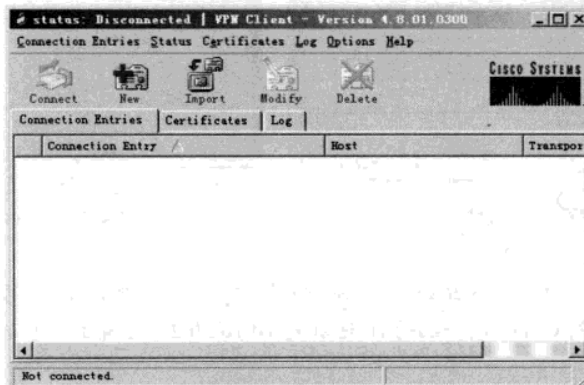 status: Disconnected | VPN Client - Version 4.8.01.0300
Connection Entries Status Certificates Log Options Help
Connect New Import Modify Delete
CISCO SYSTEMS
Connection Entries Certificates Log
Connection Entry Host Transpor
Not connected.